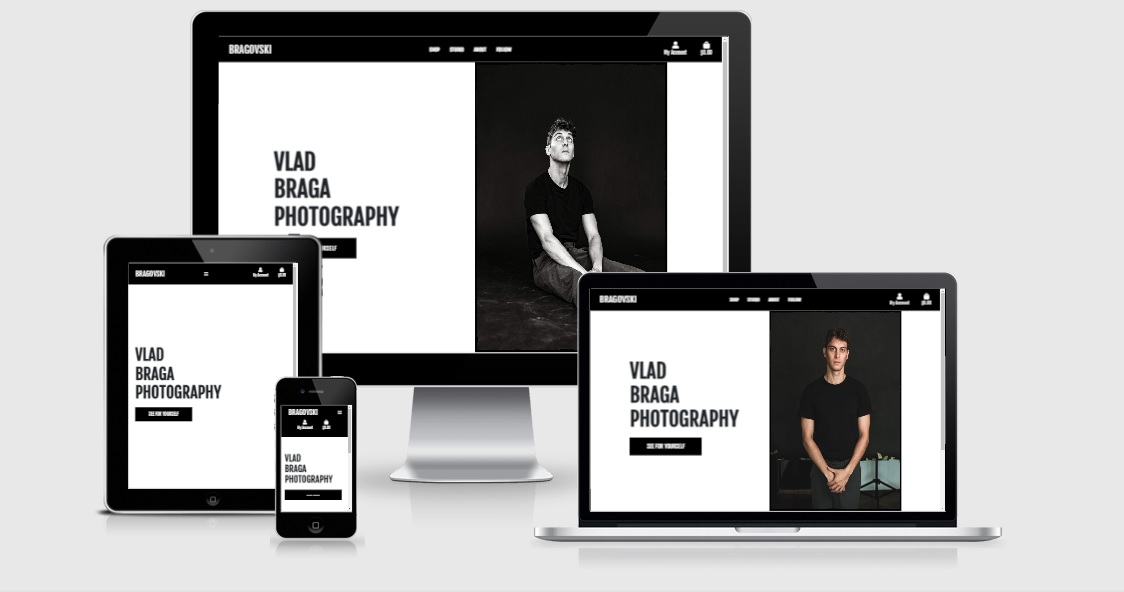 BRAGOVSKI
SHOP STUDIO ABOUT FOLLOW
My Account $0.00
VLAD
BRAGA
PHOTOGRAPHY
YOURSELF
BRAGOVSKI
My Account $0.00
VLAD
BRAGA
PHOTOGRAPHY
SEE FOR YOURSELF
BRAGOVSKI
My Account $0.00
VLAD
BRAGA
PHOTOGRAPHY
BRAGOVSKI
SHOP STUDIO ABOUT FOLLOW
My Account $0.00
VLAD
BRAGA
PHOTOGRAPHY
SEE FOR YOURSELF